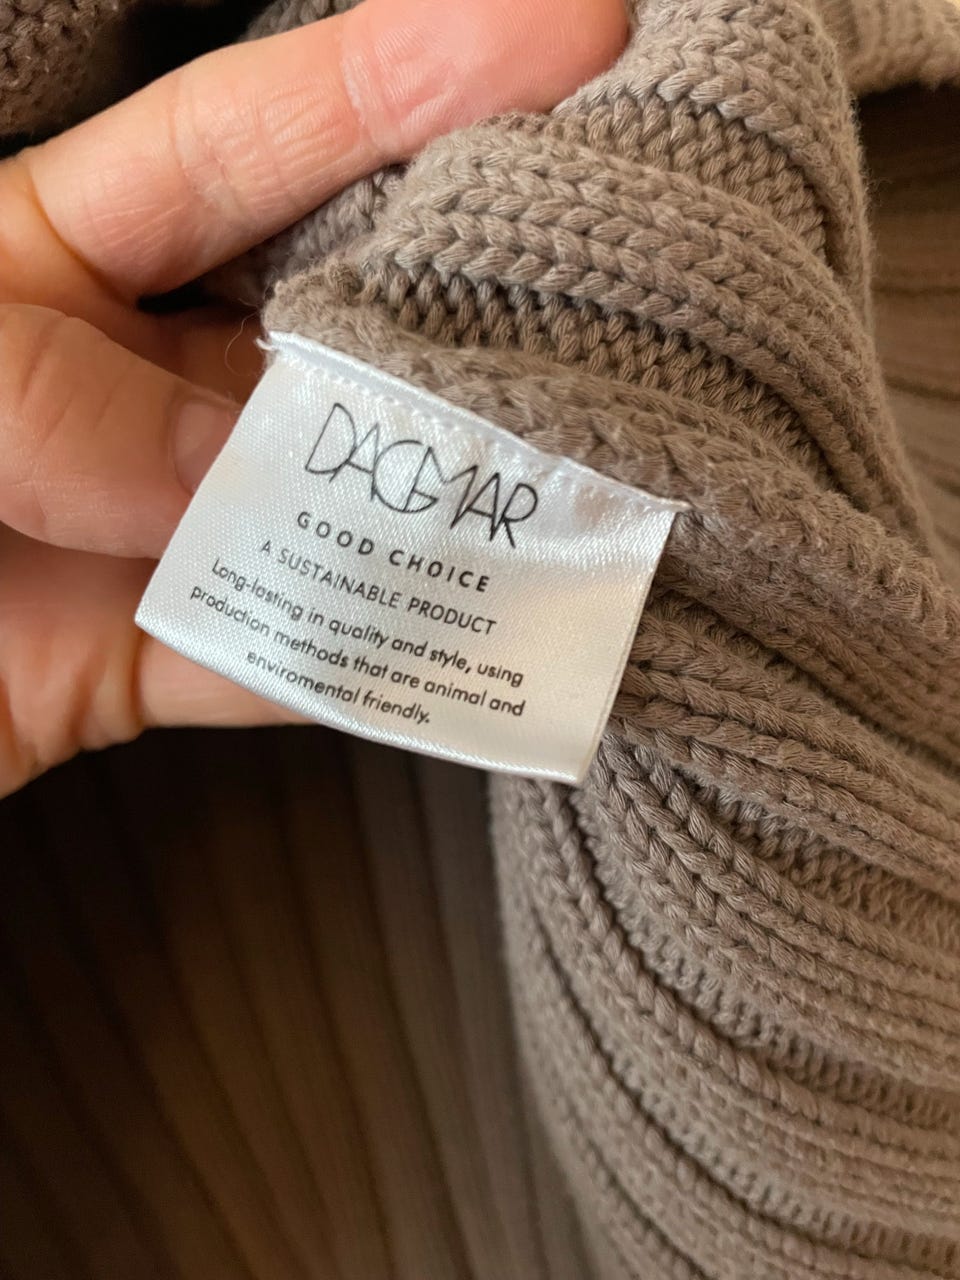 DAGMAR
GOOD CHOICE
A SUSTAINABLE PRODUCT
Long-lasting in quality and style, using
production methods that are animal and
enviromental friendly.